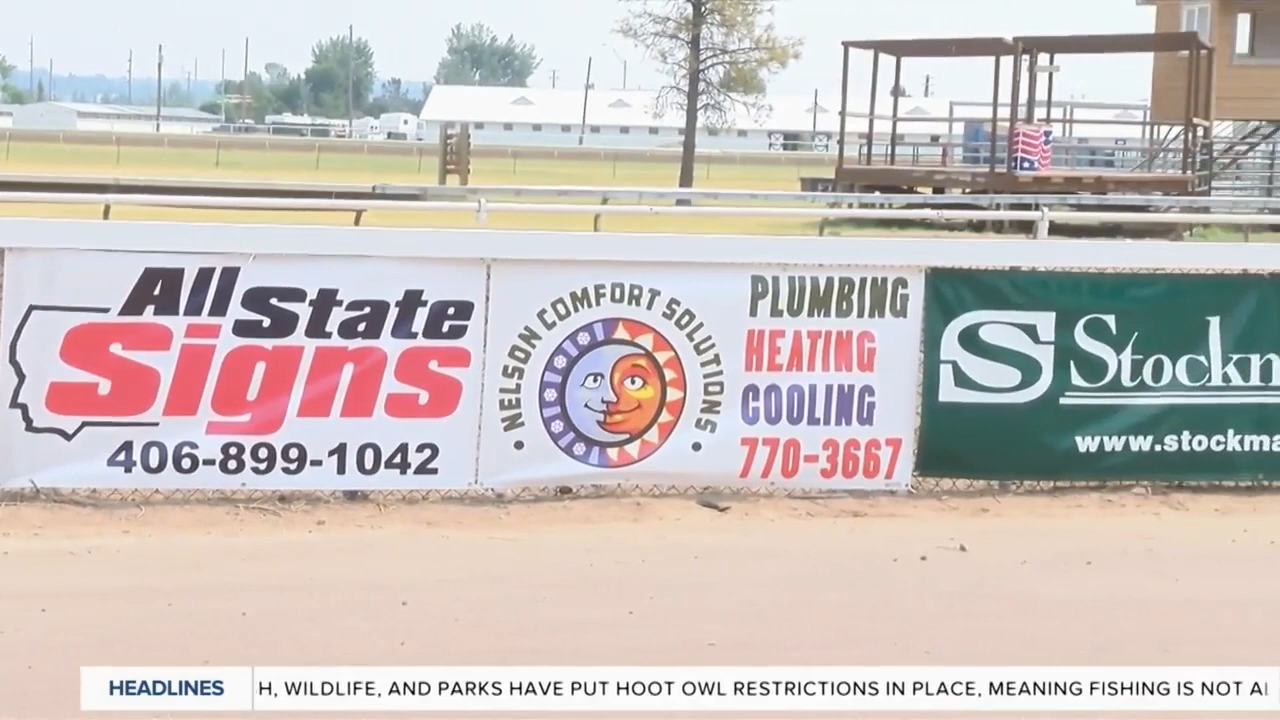 All State
Signs
406-899-1042
• NELSON COMFORT SOLUTIONS •
PLUMBING
HEATING
COOLING
770-3667
S Stockm
www.stockma
HEADLINES
H, WILDLIFE, AND PARKS HAVE PUT HOOT OWL RESTRICTIONS IN PLACE, MEANING FISHING IS NOT AL